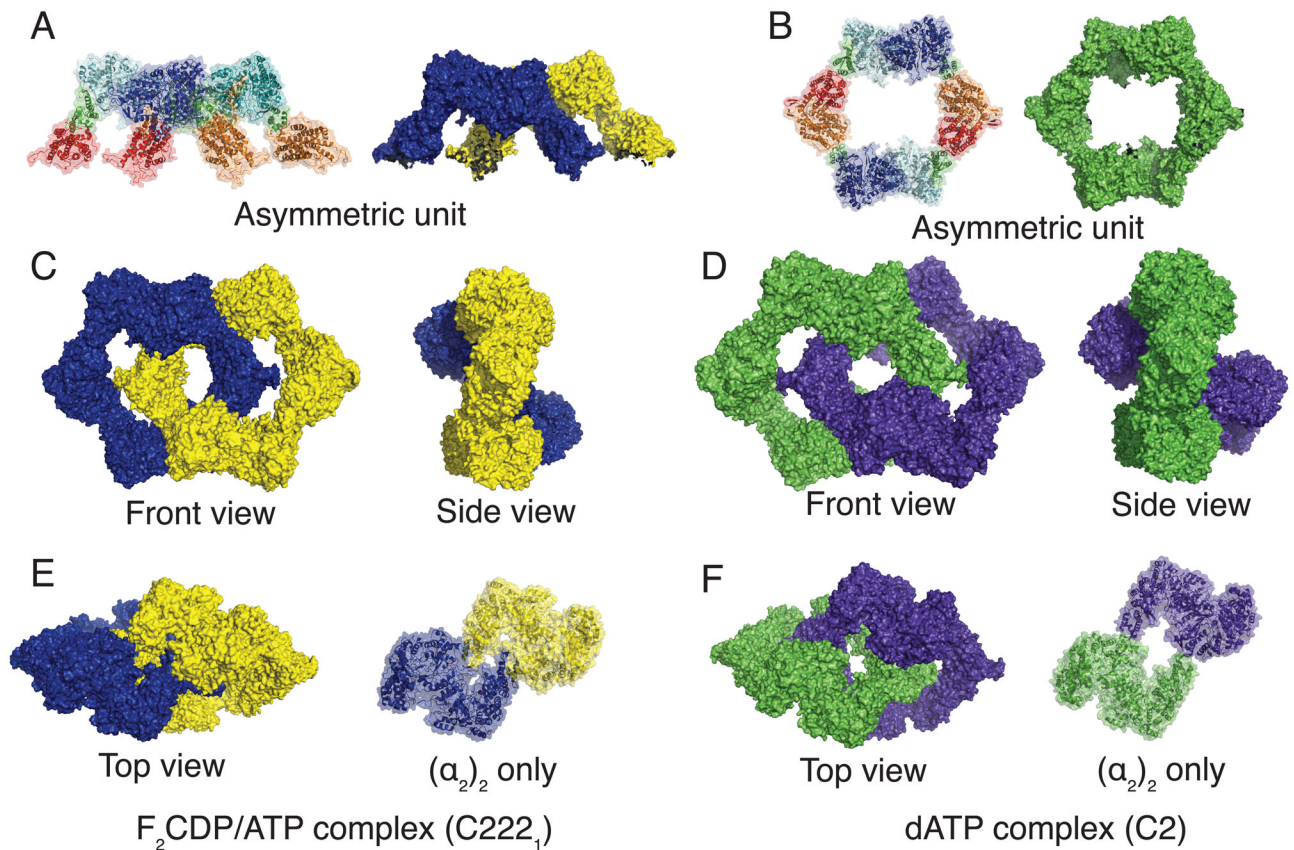 A
B
Asymmetric unit
Asymmetric unit
C
D
Front view
Side view
Front view
Side view
E
F
Top view
(α₂)₂ only
Top view
(α₂)₂ only
F₂CDP/ATP complex (C222₁)
dATP complex (C2)